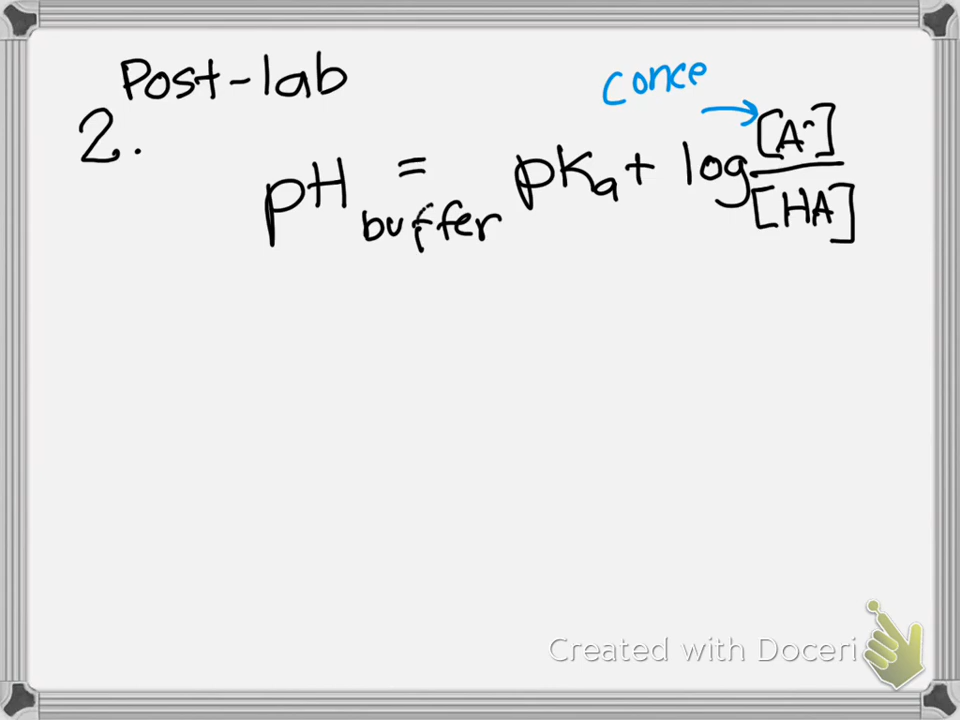 Post-lab
conce
2.
pH buffer = pKa + log [A-]/[HA]
Created with Doceri